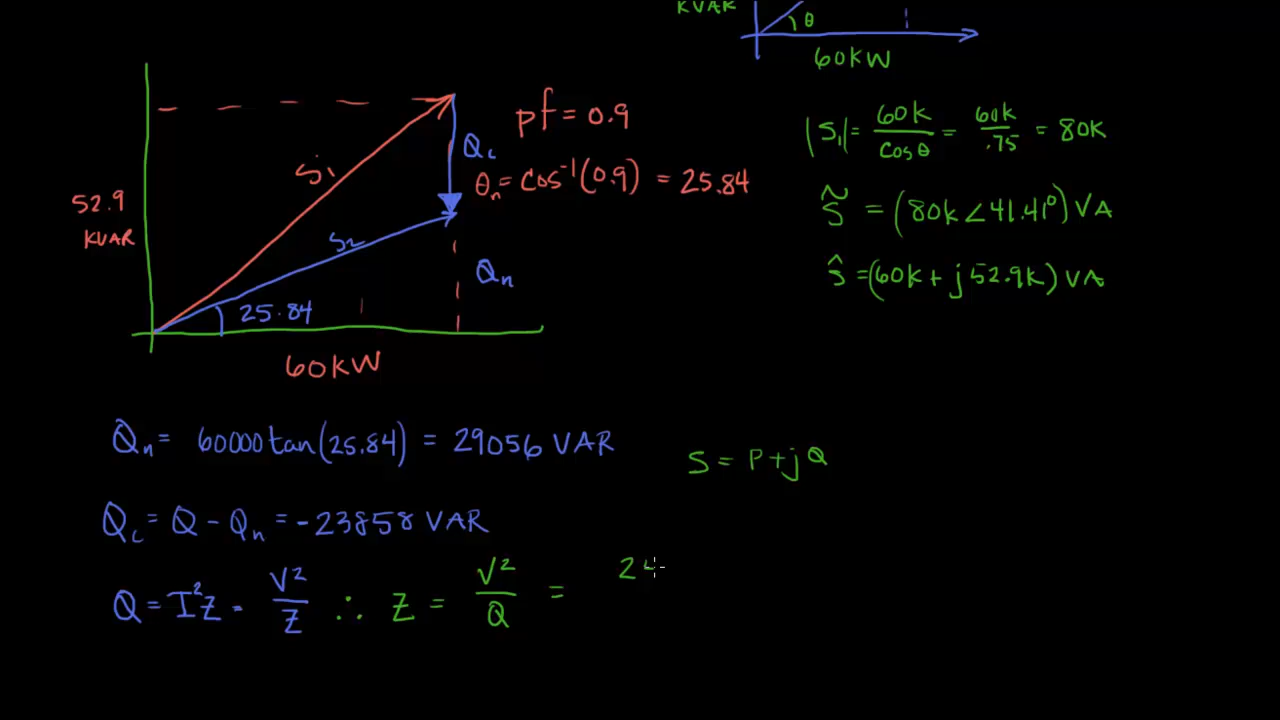 KVAR
θ
60KW
pf = 0.9
Qc
θn = cos⁻¹(0.9) = 25.84
S1
52.9
KVAR
S2
Qn
25.84
60KW
|S1| = 60k/cosθ = 60k/.75 = 80K
S̃ = (80k∠41.41°) VA
Ŝ = (60k + j52.9k) VA
Qn = 60000tan(25.84) = 29056 VAR
S = P+jQ
Qc = Q - Qn = -23858 VAR
Q = I²Z = V²/Z ∴ Z = V²/Q = 24